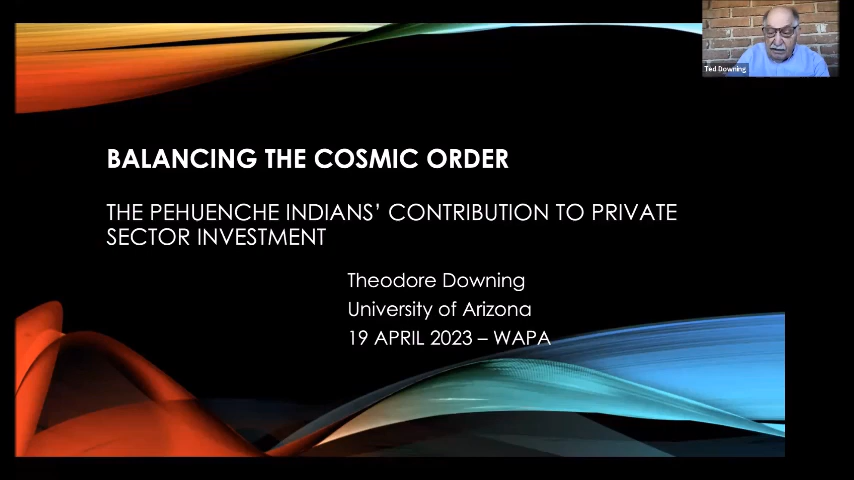 Ted Downing
BALANCING THE COSMIC ORDER
THE PEHUENCHE INDIANS' CONTRIBUTION TO PRIVATE
SECTOR INVESTMENT
Theodore Downing
University of Arizona
19 APRIL 2023 – WAPA